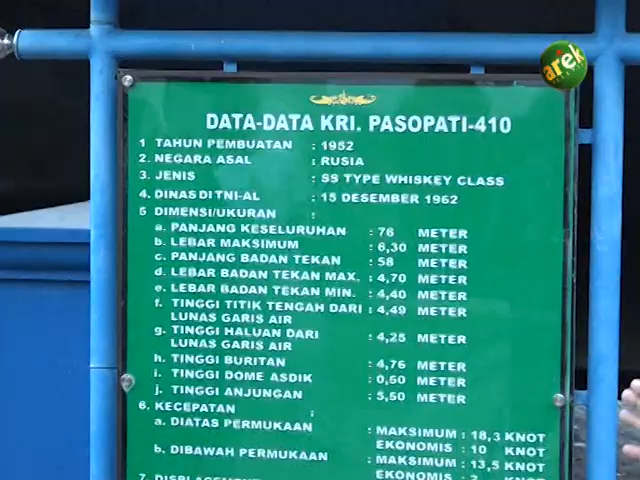 arek
DATA-DATA KRI. PASOPATI-410
1 TAHUN PEMBUATAN : 1952
2. NEGARA ASAL : RUSIA
3. JENIS : SS TYPE WHISKEY CLASS
4. DINAS DI TNI-AL : 15 DESEMBER 1962
5 DIMENSI/UKURAN :
a. PANJANG KESELURUHAN : 76 METER
b. LEBAR MAKSIMUM : 6,30 METER
c. PANJANG BADAN TEKAN : 58 METER
d. LEBAR BADAN TEKAN MAX. : 4,70 METER
e. LEBAR BADAN TEKAN MIN. : 4,40 METER
f. TINGGI TITIK TENGAH DARI : 4,49 METER
LUNAS GARIS AIR
g. TINGGI HALUAN DARI : 4,25 METER
LUNAS GARIS AIR
h. TINGGI BURITAN : 4,76 METER
i. TINGGI DOME ASDIK : 0,50 METER
j. TINGGI ANJUNGAN : 5,50 METER
6. KECEPATAN :
a. DIATAS PERMUKAAN : MAKSIMUM : 18,3 KNOT
EKONOMIS : 10 KNOT
b. DIBAWAH PERMUKAAN : MAKSIMUM : 13,5 KNOT
EKONOMIS : 2 KNOT
7. DISPLACEMENT